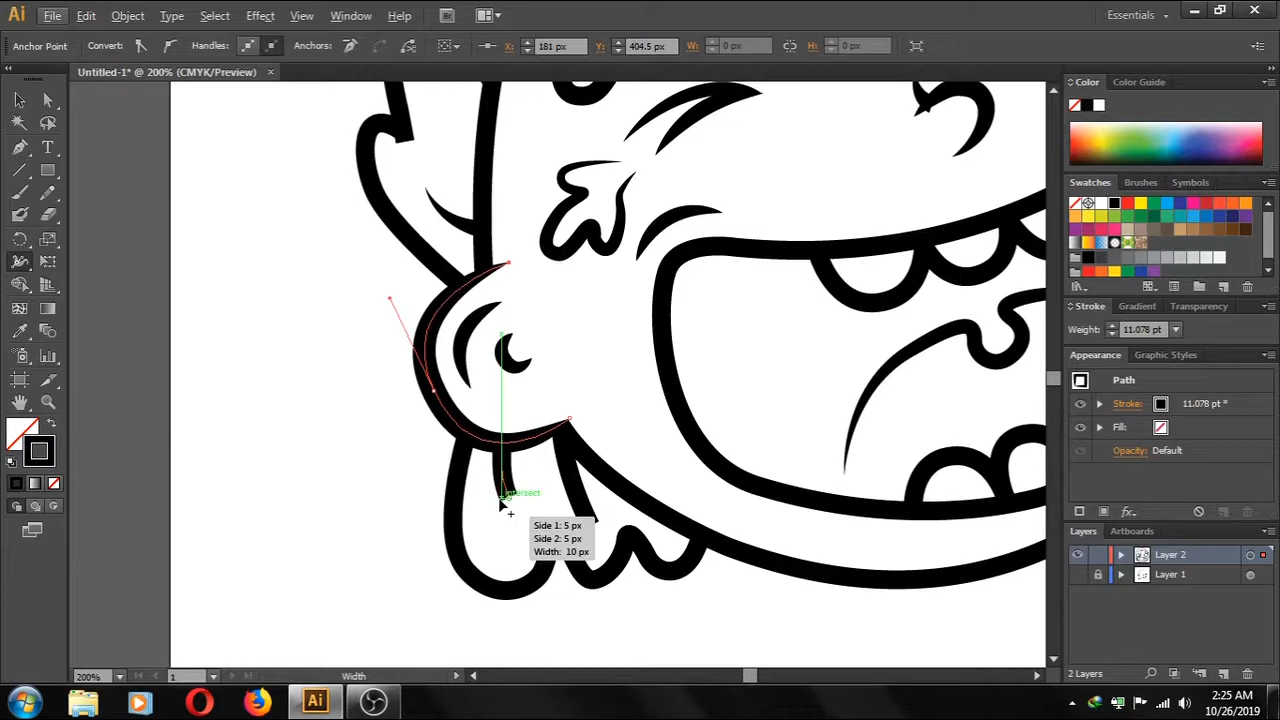 Ai File Edit Object Type Select Effect View Window Help Br Essentials
Anchor Point Convert: Handles: Anchors: X: 181 px Y: 404.5 px W: 0 px H: 0 px
Untitled-1* @ 200% (CMYK/Preview)
Color Color Guide
Swatches Brushes Symbols
Stroke Gradient Transparency
Weight: 11.078 pt
Appearance Graphic Styles
Path
Stroke: 11.078 pt
Fill:
Opacity: Default
intersect
Side 1: 5 px
Side 2: 5 px
Width: 10 px
Layers Artboards
Layer 2
Layer 1
2 Layers
200% 1 Width
2:25 AM
10/26/2019